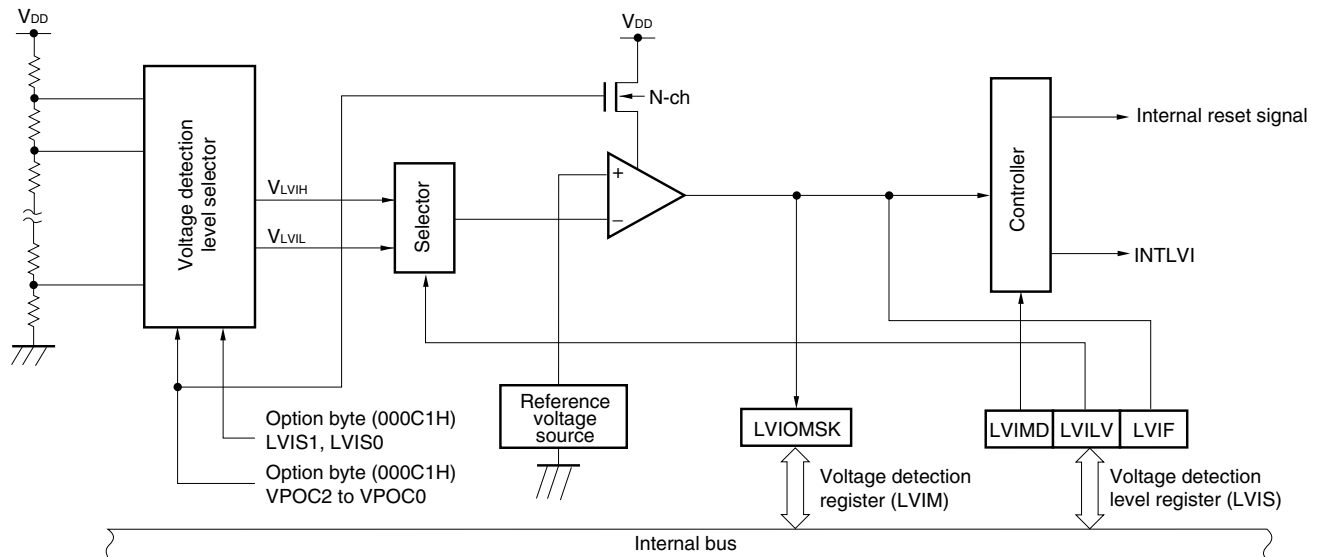 VDD
VDD
N-ch
Voltage detection
level selector
VLVIH
VLVIL
Selector
+
−
Controller
Internal reset signal
INTLVI
Option byte (000C1H)
LVIS1, LVIS0
Option byte (000C1H)
VPOC2 to VPOC0
Reference
voltage
source
LVIOMSK
LVIMD
LVILV
LVIF
Voltage detection
register (LVIM)
Voltage detection
level register (LVIS)
Internal bus